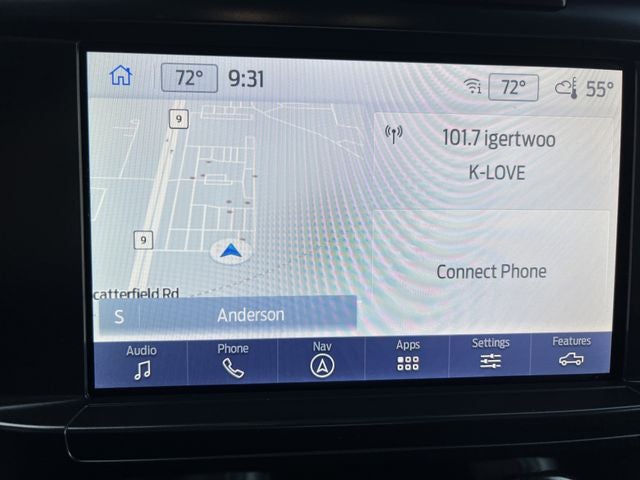 72° 9:31 72° 55°
9
101.7 igertwoo
K-LOVE
9
Connect Phone
catterfield Rd
S Anderson
Audio Phone Nav Apps Settings Features